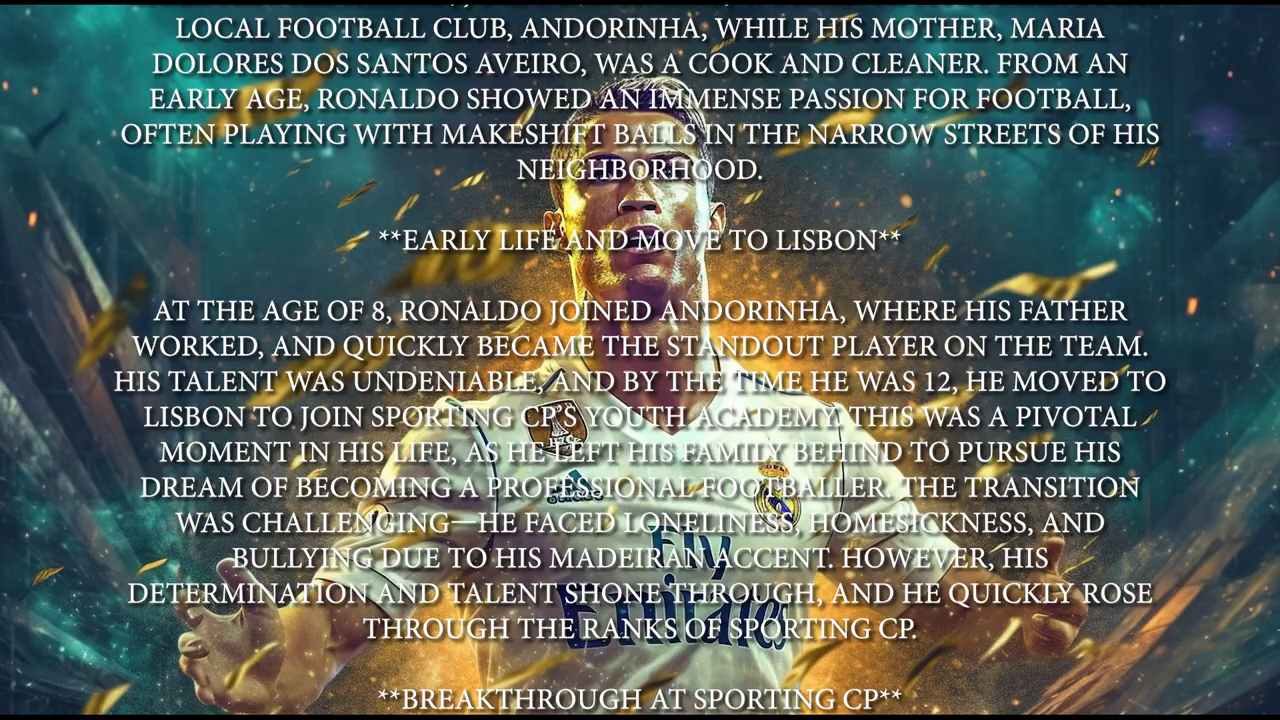 LOCAL FOOTBALL CLUB, ANDORINHA, WHILE HIS MOTHER, MARIA
DOLORES DOS SANTOS AVEIRO, WAS A COOK AND CLEANER. FROM AN
EARLY AGE, RONALDO SHOWED AN IMMENSE PASSION FOR FOOTBALL,
OFTEN PLAYING WITH MAKESHIFT BALLS IN THE NARROW STREETS OF HIS
NEIGHBORHOOD.
**EARLY LIFE AND MOVE TO LISBON**
AT THE AGE OF 8, RONALDO JOINED ANDORINHA, WHERE HIS FATHER
WORKED, AND QUICKLY BECAME THE STANDOUT PLAYER ON THE TEAM.
HIS TALENT WAS UNDENIABLE, AND BY THE TIME HE WAS 12, HE MOVED TO
LISBON TO JOIN SPORTING CP'S YOUTH ACADEMY. THIS WAS A PIVOTAL
MOMENT IN HIS LIFE, AS HE LEFT HIS FAMILY BEHIND TO PURSUE HIS
DREAM OF BECOMING A PROFESSIONAL FOOTBALLER. THE TRANSITION
WAS CHALLENGING—HE FACED LONELINESS, HOMESICKNESS, AND
BULLYING DUE TO HIS MADEIRAN ACCENT. HOWEVER, HIS
DETERMINATION AND TALENT SHONE THROUGH, AND HE QUICKLY ROSE
THROUGH THE RANKS OF SPORTING CP.
**BREAKTHROUGH AT SPORTING CP**
Fly
Emirates